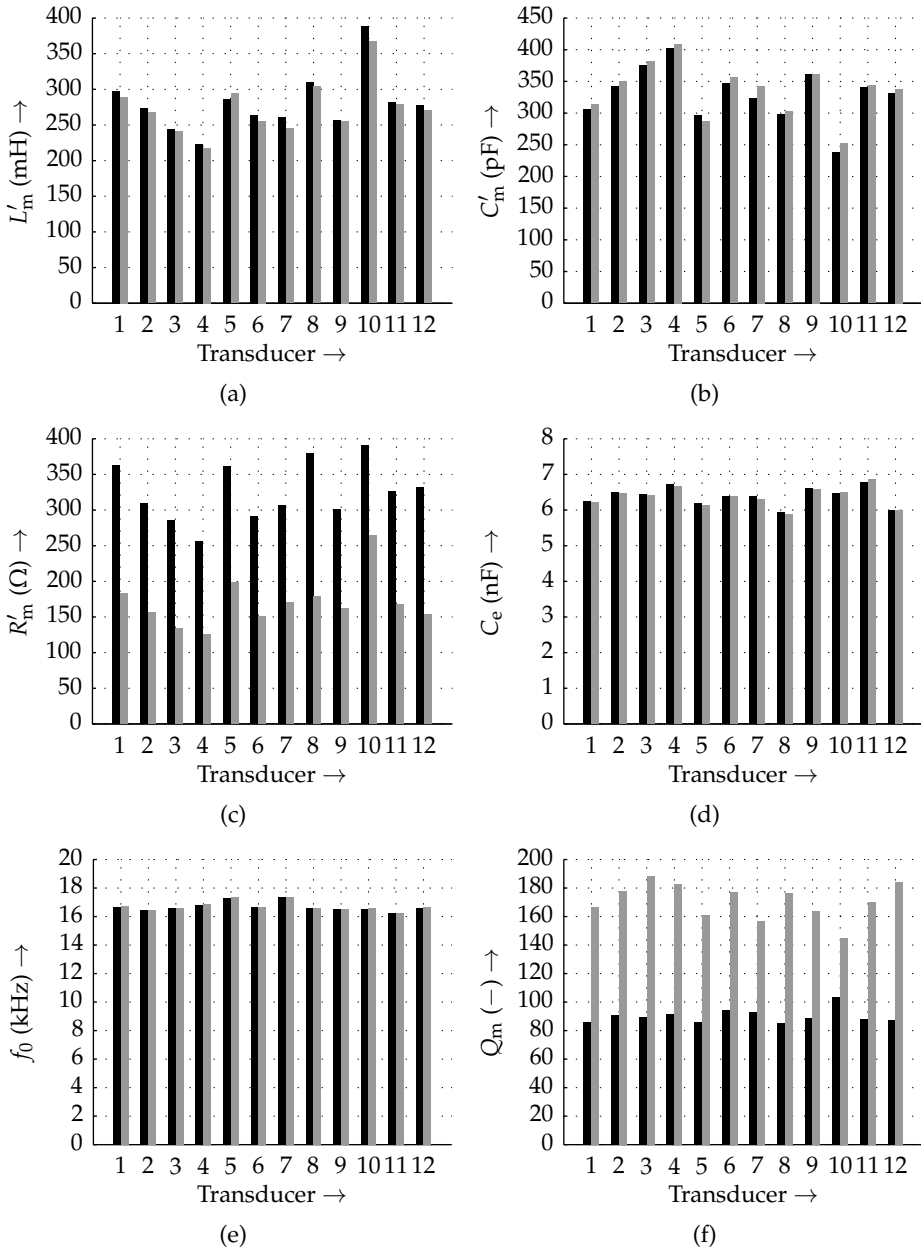 400
350
300
250
200
150
100
50
0
L′m (mH) →
1 2 3 4 5 6 7 8 9 10 11 12
Transducer →
(a)
450
400
350
300
250
200
150
100
50
0
C′m (pF) →
1 2 3 4 5 6 7 8 9 10 11 12
Transducer →
(b)
400
350
300
250
200
150
100
50
0
R′m (Ω) →
1 2 3 4 5 6 7 8 9 10 11 12
Transducer →
(c)
8
7
6
5
4
3
2
1
0
Ce (nF) →
1 2 3 4 5 6 7 8 9 10 11 12
Transducer →
(d)
20
18
16
14
12
10
8
6
4
2
0
f0 (kHz) →
1 2 3 4 5 6 7 8 9 10 11 12
Transducer →
(e)
200
180
160
140
120
100
80
60
40
20
0
Qm (−) →
1 2 3 4 5 6 7 8 9 10 11 12
Transducer →
(f)